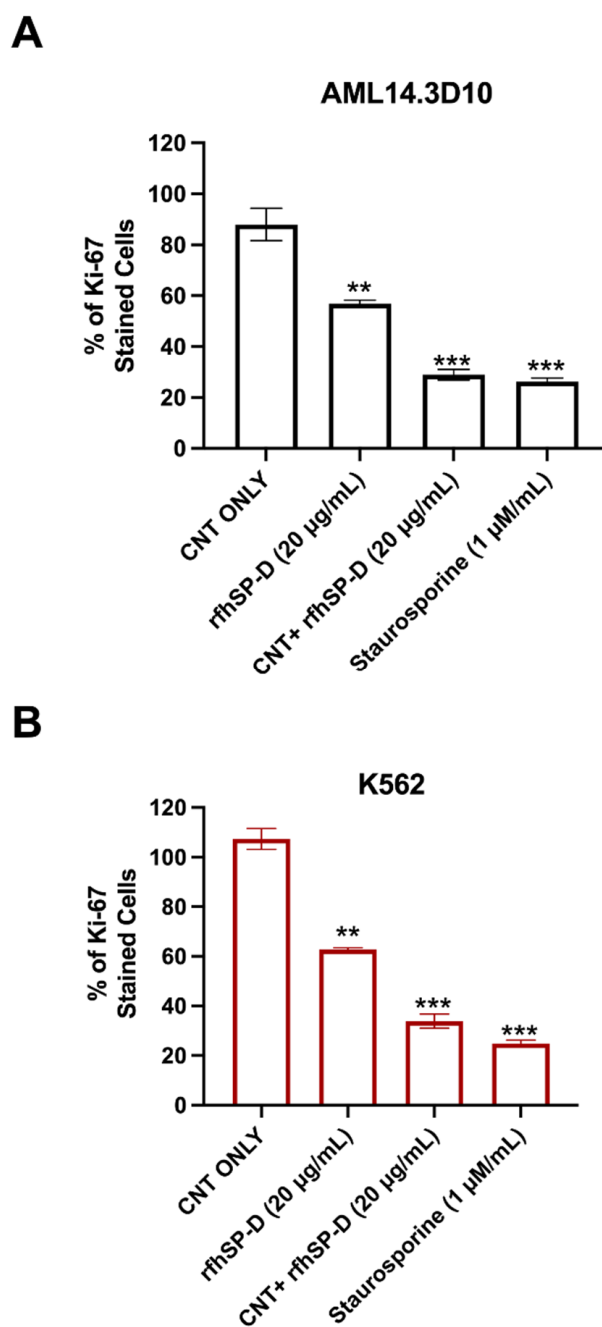 A
AML14.3D10
% of Ki-67
Stained Cells
120
100
80
60
40
20
0
**
***
***
CNT ONLY
rfhSP-D (20 µg/mL)
CNT+ rfhSP-D (20 µg/mL)
Staurosporine (1 µM/mL)
B
K562
% of Ki-67
Stained Cells
120
100
80
60
40
20
0
**
***
***
CNT ONLY
rfhSP-D (20 µg/mL)
CNT+ rfhSP-D (20 µg/mL)
Staurosporine (1 µM/mL)